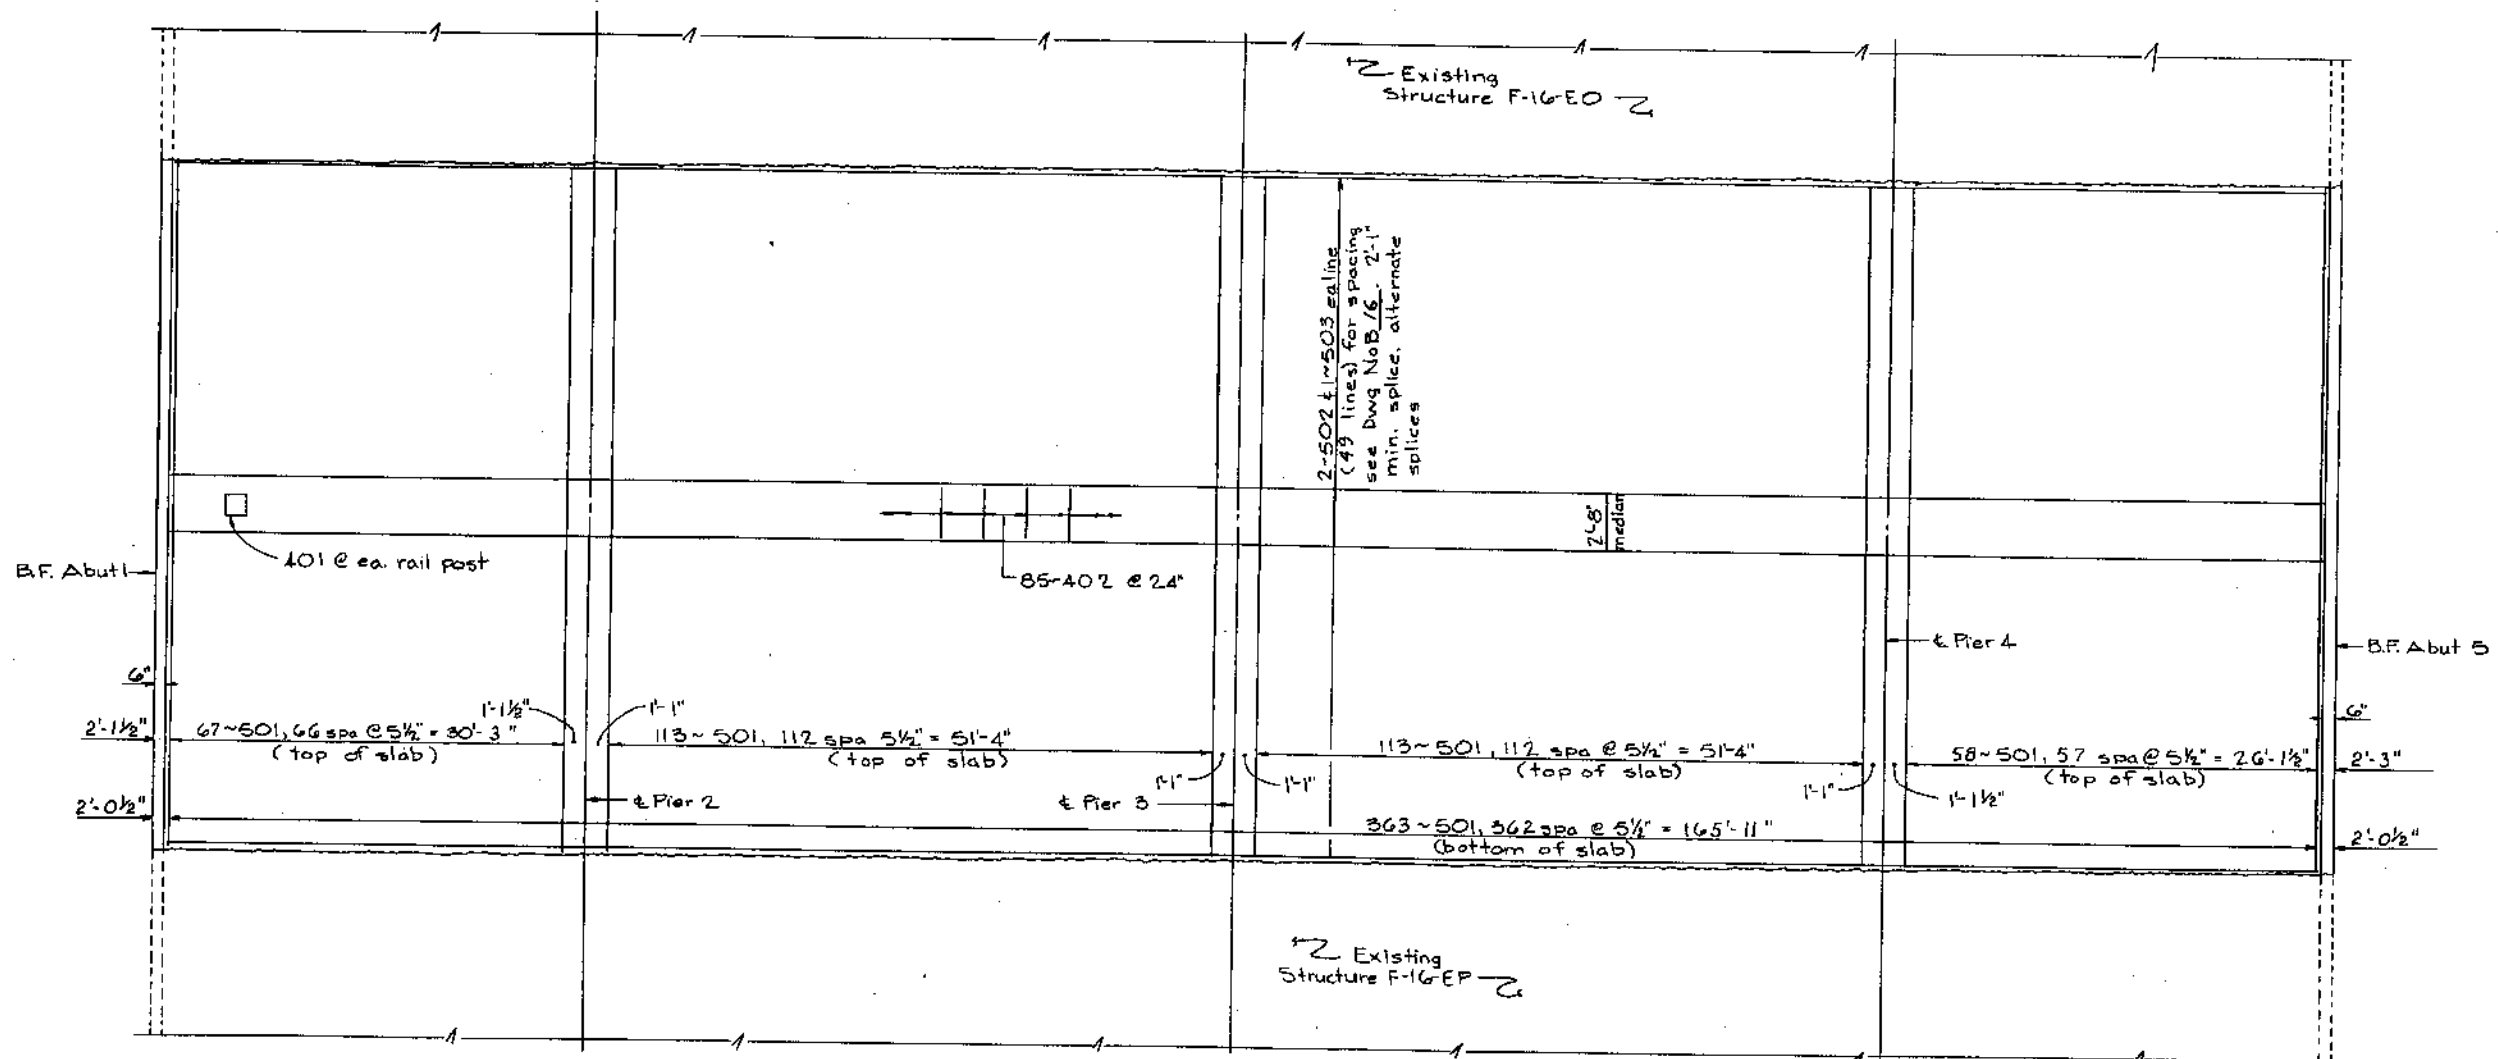 Existing
Structure F-16-EO
2-502 & 1~503 ea line
(49 lines) for spacing
see Dwg No B 16. 2'-1"
min. splice, alternate
splices
2'-8"
median
401 @ ea. rail post
85~402 @ 24"
B.F. Abut 1
℄ Pier 4
B.F. Abut 5
6"
1'-1½"
1'-1"
6"
2'-1½"
67~501, 66 spa @ 5½" = 30'-3"
(top of slab)
113~501, 112 spa 5½" = 51'-4"
(top of slab)
113~501, 112 spa @ 5½" = 51'-4"
(top of slab)
58~501, 57 spa @ 5½" = 26'-1½"
(top of slab)
2'-3"
1'-1"
1'-1"
1'-1"
1'-1½"
2'-0½"
℄ Pier 2
℄ Pier 3
363~501, 362 spa @ 5½" = 165'-11"
(bottom of slab)
2'-0½"
Existing
Structure F-16-EP